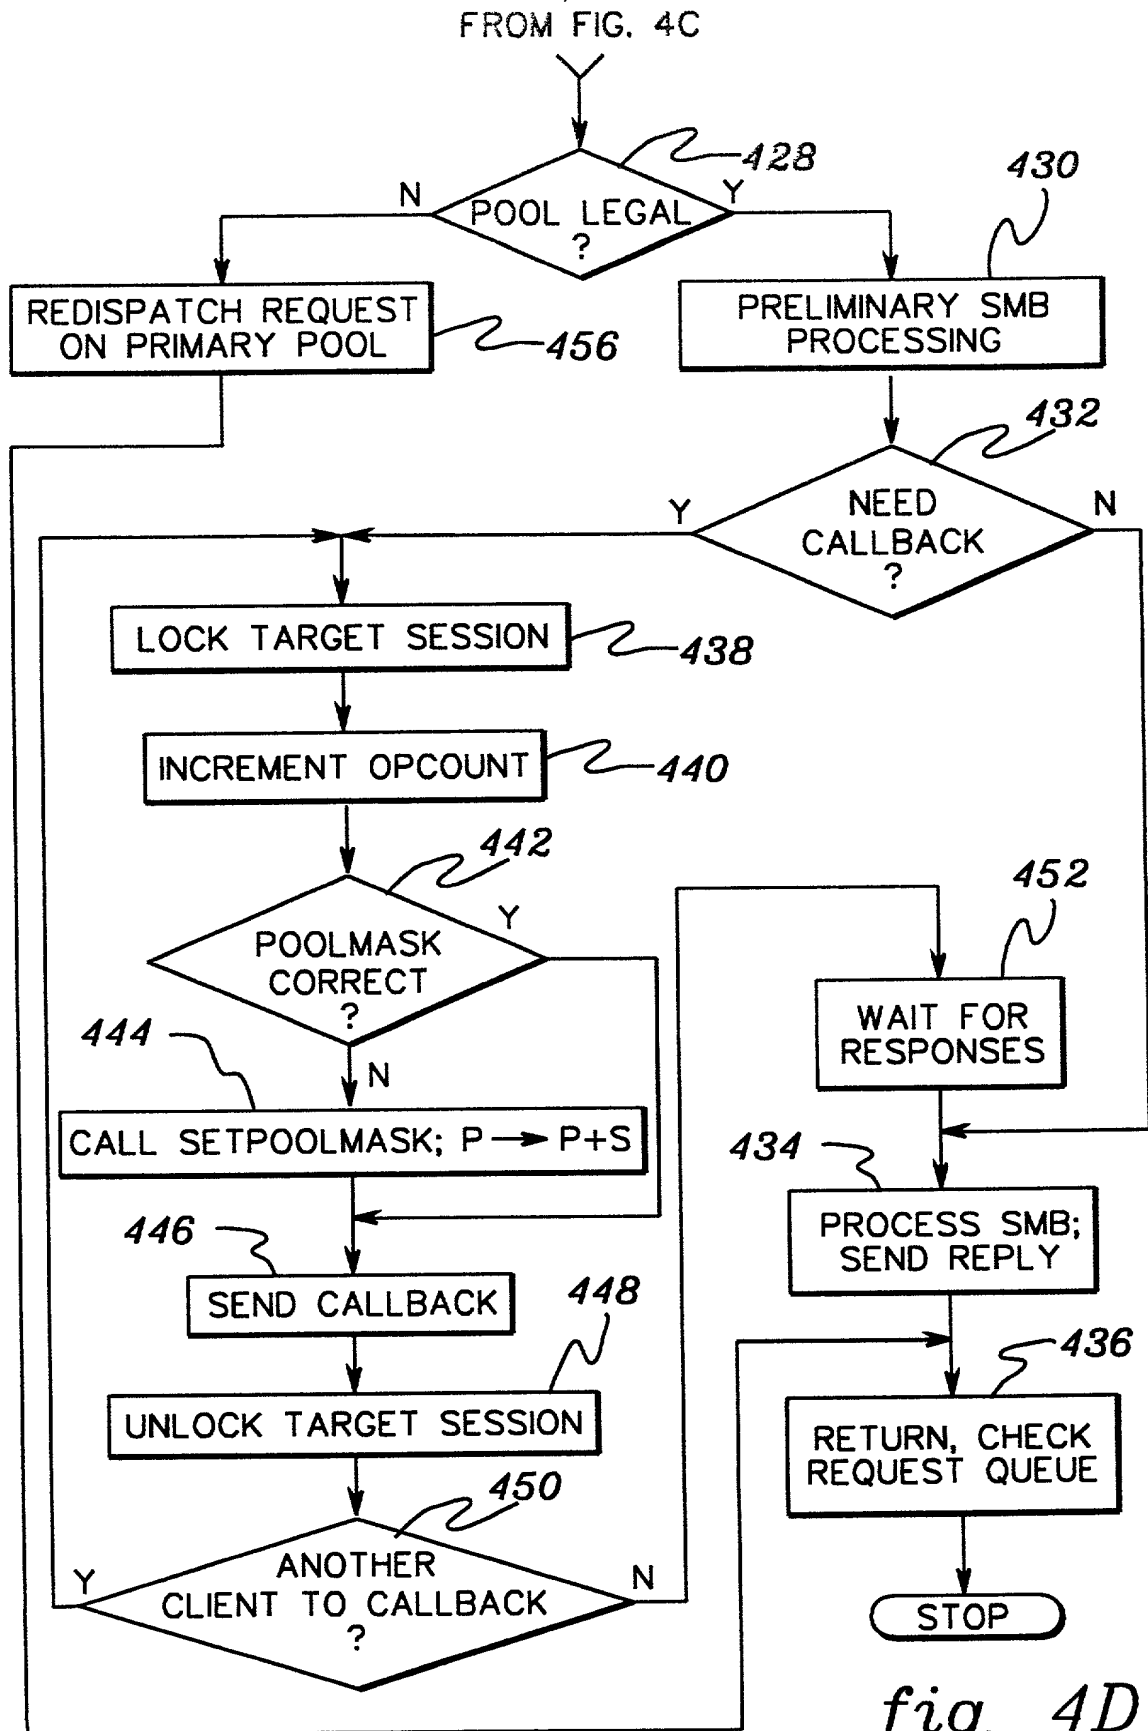 FROM FIG. 4C
428
430
N
Y
POOL LEGAL
?
REDISPATCH REQUEST
ON PRIMARY POOL
456
PRELIMINARY SMB
PROCESSING
432
Y
NEED
CALLBACK
?
N
LOCK TARGET SESSION
438
INCREMENT OPCOUNT
440
442
POOLMASK
CORRECT
?
Y
N
444
CALL SETPOOLMASK; P → P+S
446
SEND CALLBACK
448
UNLOCK TARGET SESSION
450
Y
ANOTHER
CLIENT TO CALLBACK
?
N
452
WAIT FOR
RESPONSES
434
PROCESS SMB;
SEND REPLY
436
RETURN, CHECK
REQUEST QUEUE
STOP
fig. 4D